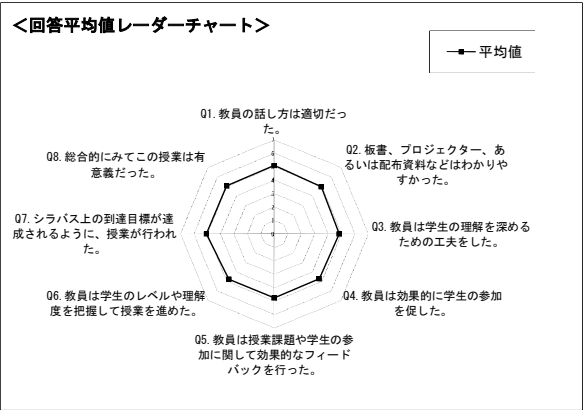 ＜回答平均値レーダーチャート＞
平均値
Q1. 教員の話し方は適切だっ
た。
Q2. 板書、プロジェクター、あ
るいは配布資料などはわかりや
すかった。
Q3. 教員は学生の理解を深める
ための工夫をした。
Q4. 教員は効果的に学生の参加
を促した。
Q5. 教員は授業課題や学生の参
加に関して効果的なフィード
バックを行った。
Q6. 教員は学生のレベルや理解
度を把握して授業を進めた。
Q7. シラバス上の到達目標が達
成されるように、授業が行われ
た。
Q8. 総合的にみてこの授業は有
意義だった。
5
4
3
2
1
0